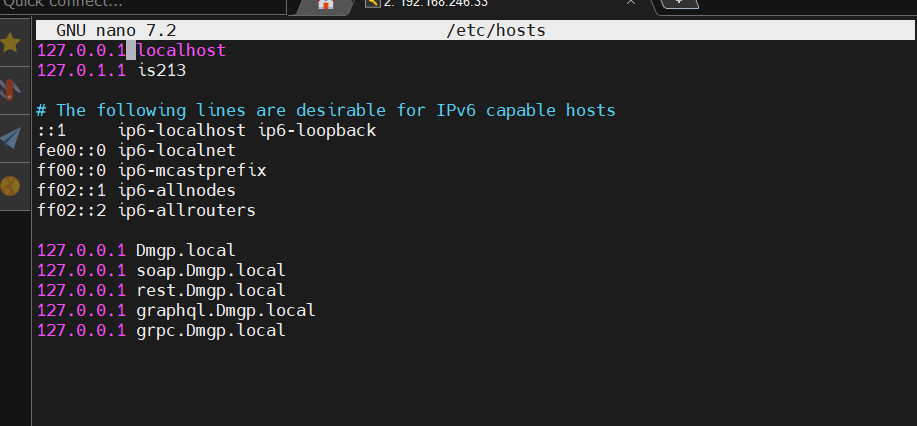 Quick connect...
2. 192.168.246.33
GNU nano 7.2 /etc/hosts
127.0.0.1 localhost
127.0.1.1 is213
# The following lines are desirable for IPv6 capable hosts
::1     ip6-localhost ip6-loopback
fe00::0 ip6-localnet
ff00::0 ip6-mcastprefix
ff02::1 ip6-allnodes
ff02::2 ip6-allrouters
127.0.0.1 Dmgp.local
127.0.0.1 soap.Dmgp.local
127.0.0.1 rest.Dmgp.local
127.0.0.1 graphql.Dmgp.local
127.0.0.1 grpc.Dmgp.local